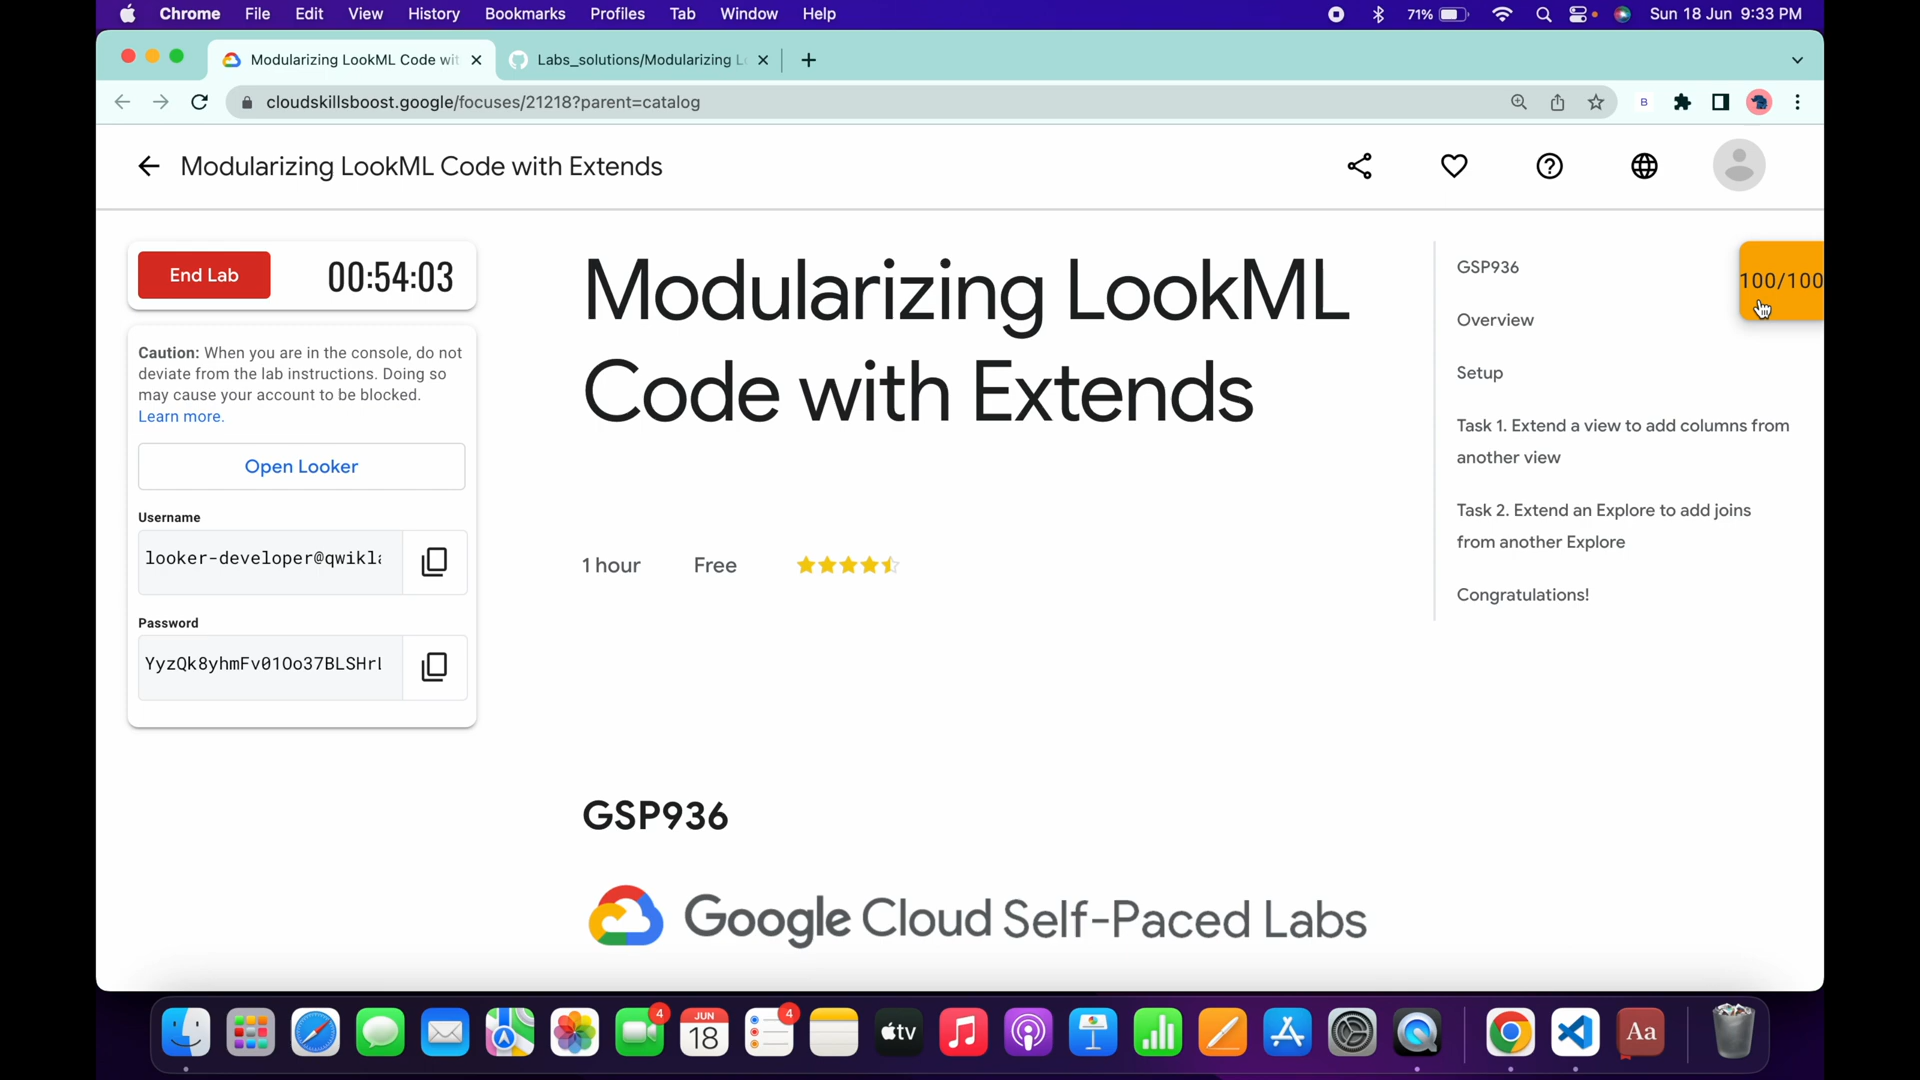 Chrome File Edit View History Bookmarks Profiles Tab Window Help 71% Sun 18 Jun 9:33 PM
Modularizing LookML Code wit Labs_solutions/Modularizing L
cloudskillsboost.google/focuses/21218?parent=catalog B
Modularizing LookML Code with Extends
End Lab 00:54:03
Caution: When you are in the console, do not
deviate from the lab instructions. Doing so
may cause your account to be blocked.
Learn more.
Open Looker
Username
looker-developer@qwikl
Password
YyzQk8yhmFv01Oo37BLSHr
Modularizing LookML
Code with Extends
1 hour Free
GSP936
Google Cloud Self-Paced Labs
GSP936
Overview
Setup
Task 1. Extend a view to add columns from
another view
Task 2. Extend an Explore to add joins
from another Explore
Congratulations!
100/100
4 JUN 18 4 tv Aa